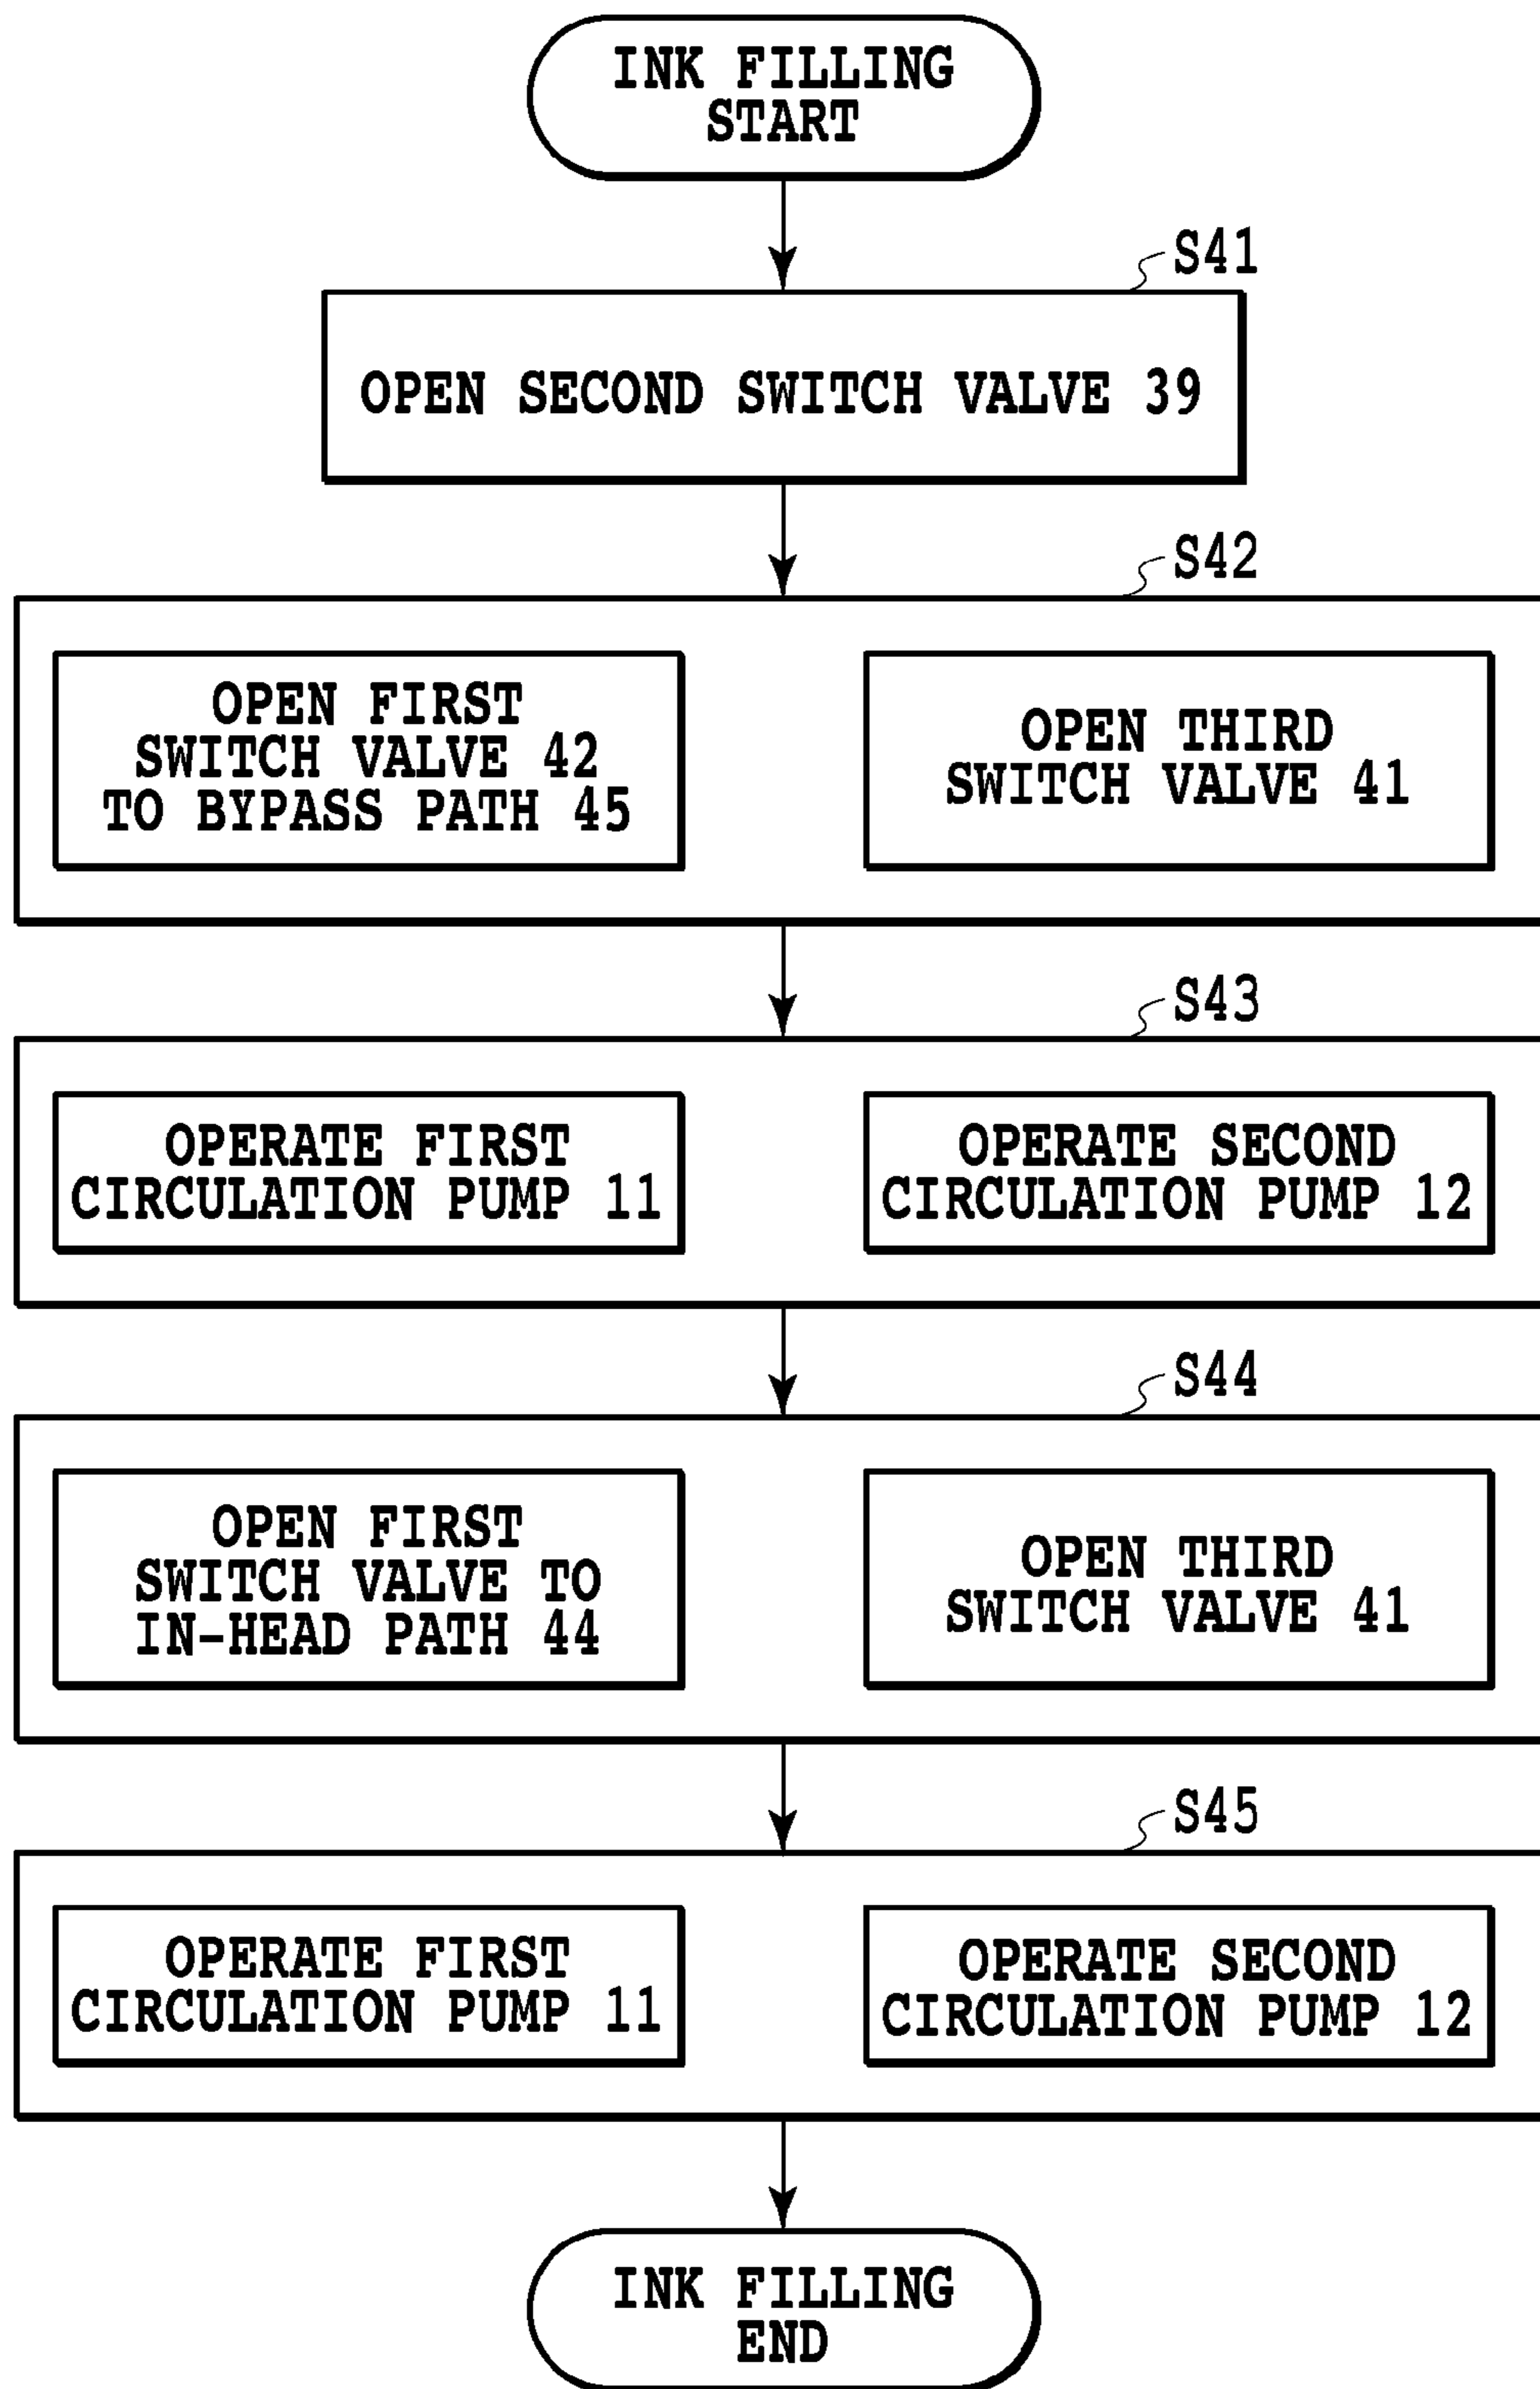 INK FILLING
START
S41
OPEN SECOND SWITCH VALVE 39
S42
OPEN FIRST
SWITCH VALVE 42
TO BYPASS PATH 45
OPEN THIRD
SWITCH VALVE 41
S43
OPERATE FIRST
CIRCULATION PUMP 11
OPERATE SECOND
CIRCULATION PUMP 12
S44
OPEN FIRST
SWITCH VALVE TO
IN-HEAD PATH 44
OPEN THIRD
SWITCH VALVE 41
S45
OPERATE FIRST
CIRCULATION PUMP 11
OPERATE SECOND
CIRCULATION PUMP 12
INK FILLING
END